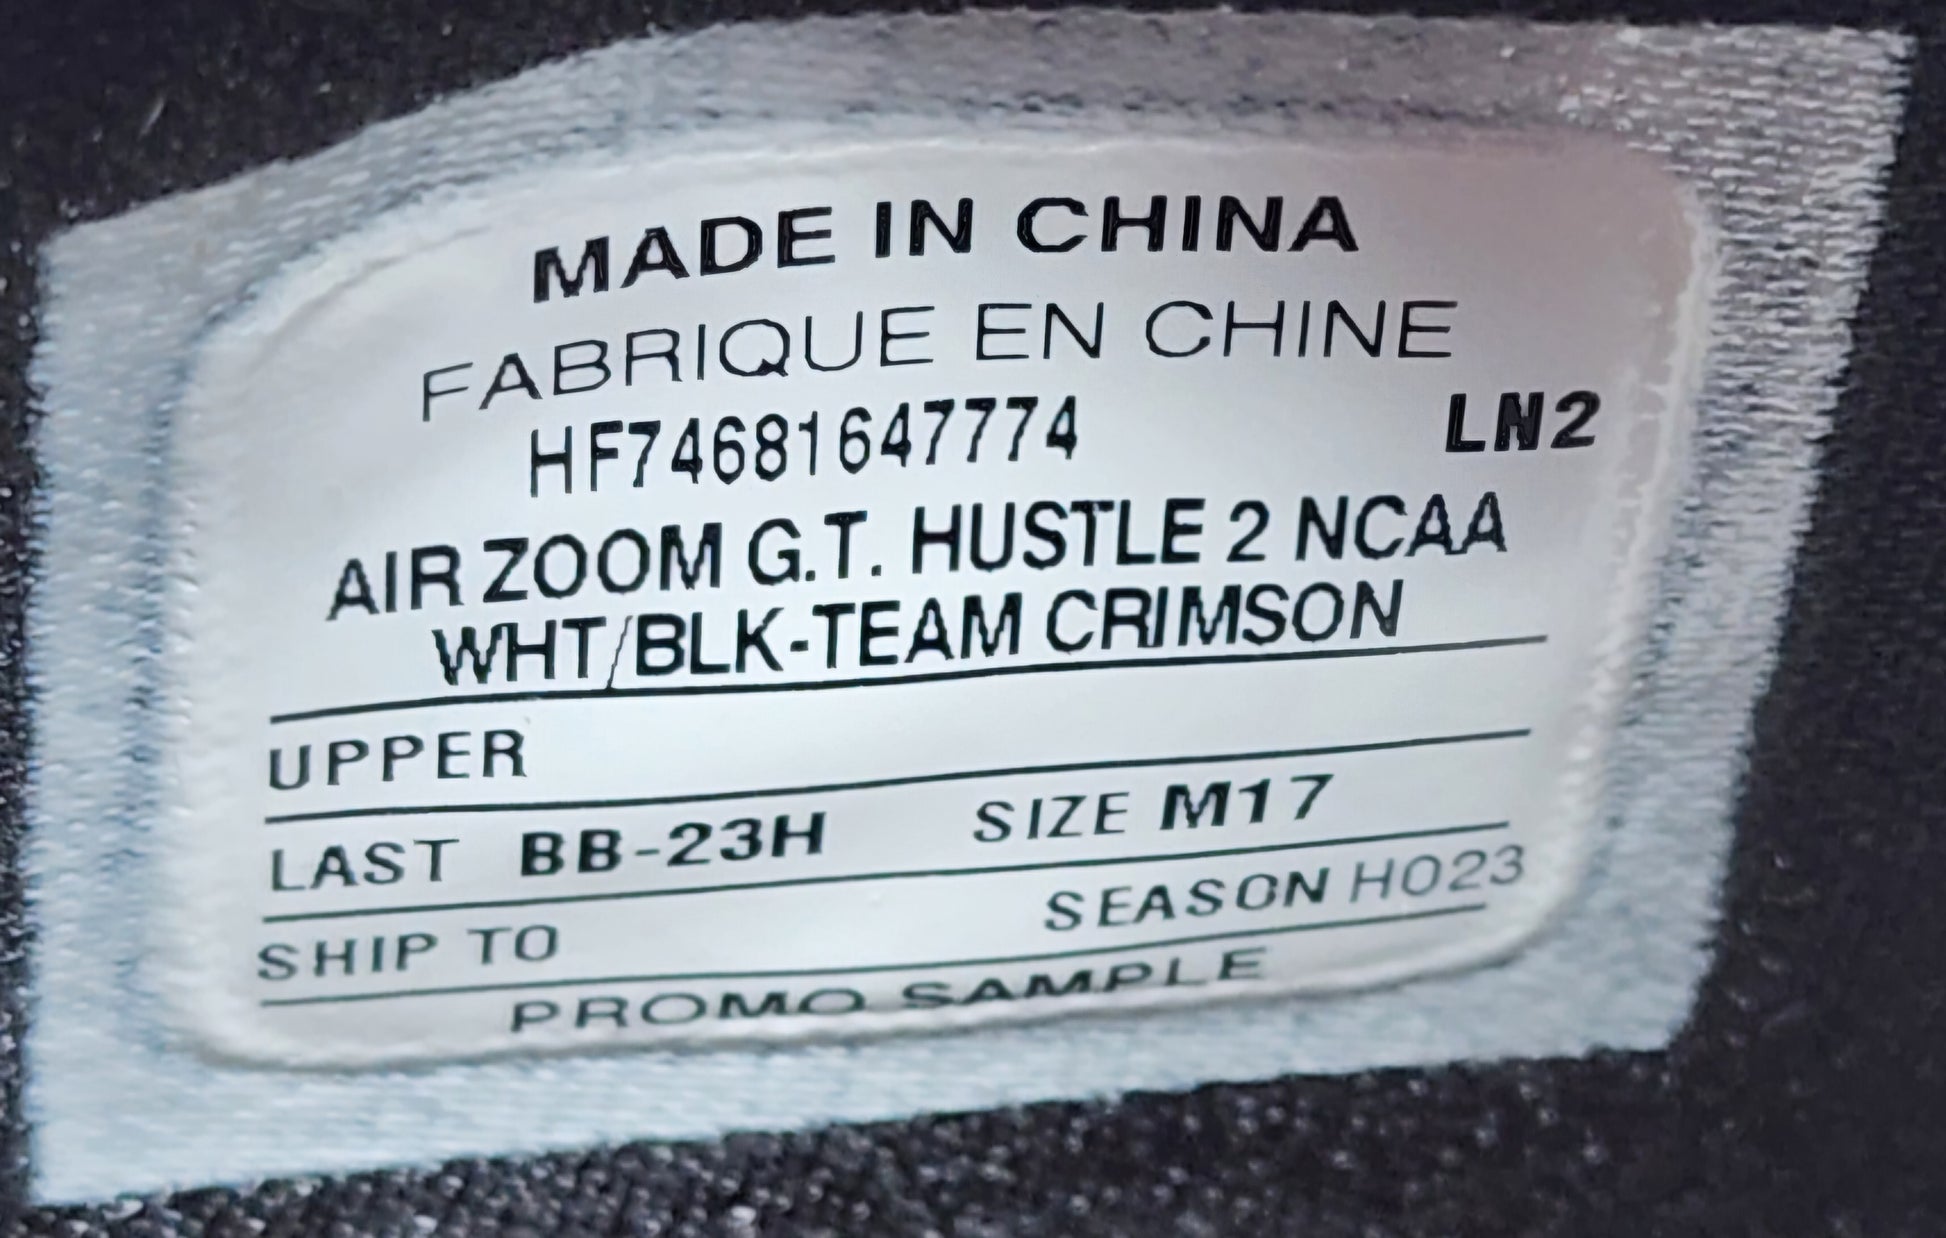 MADE IN CHINA
FABRIQUE EN CHINE
HF74681647774 LN2
AIR ZOOM G.T. HUSTLE 2 NCAA
WHT/BLK-TEAM CRIMSON
UPPER
LAST BB-23H SIZE M17
SHIP TO SEASON HO23
PROMO SAMPLE